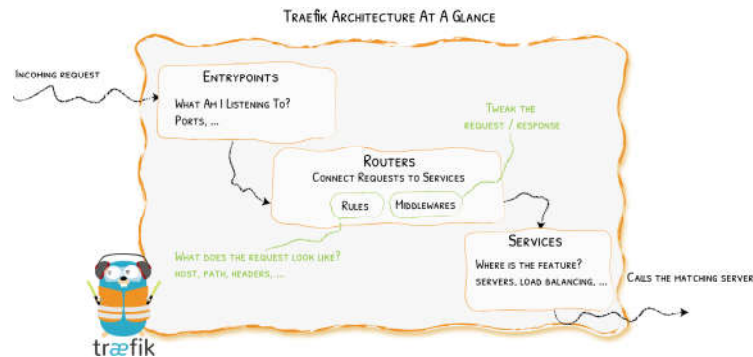 Traefik Architecture At A Glance
Incoming request
Entrypoints
What Am I Listening To?
Ports, ...
Tweak the
request / response
Routers
Connect Requests to Services
Rules
Middlewares
What does the request look like?
host, path, headers, ...
Services
Where is the feature?
servers, load balancing, ...
Calls the matching server
træfik